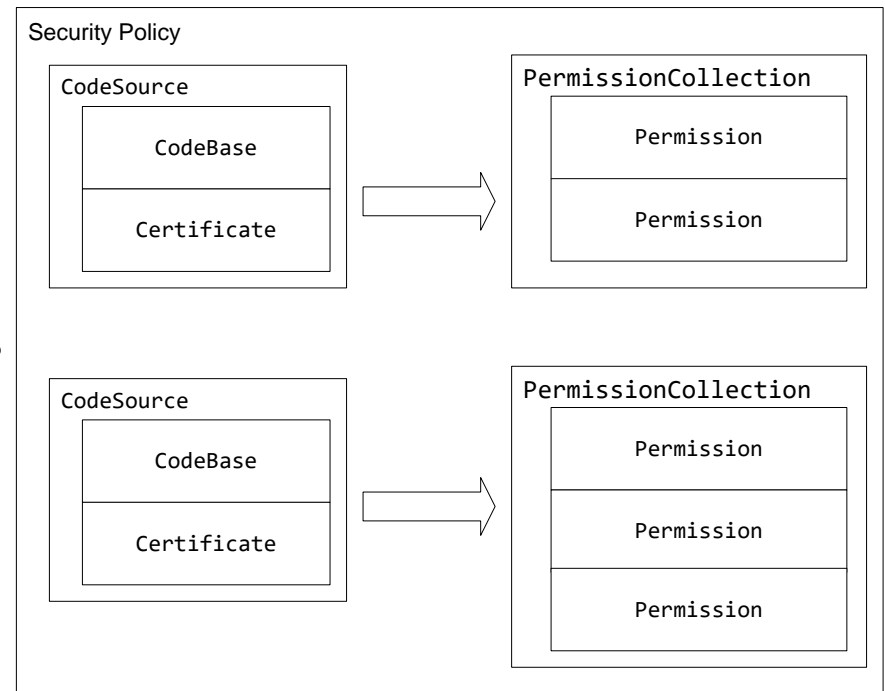 Security Policy
CodeSource
CodeBase
Certificate
PermissionCollection
Permission
Permission
CodeSource
CodeBase
Certificate
PermissionCollection
Permission
Permission
Permission